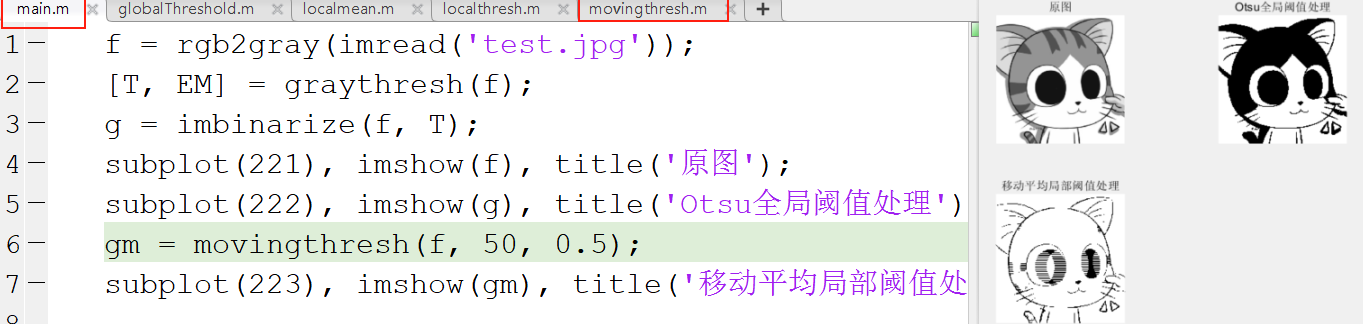 main.m × globalThreshold.m × localmean.m × localthresh.m × movingthresh.m × +
1 f = rgb2gray(imread('test.jpg'));
2 [T, EM] = graythresh(f);
3 g = imbinarize(f, T);
4 subplot(221), imshow(f), title('原图');
5 subplot(222), imshow(g), title('Otsu全局阈值处理')
6 gm = movingthresh(f, 50, 0.5);
7 subplot(223), imshow(gm), title('移动平均局部阈值处
原图
Otsu全局阈值处理
移动平均局部阈值处理